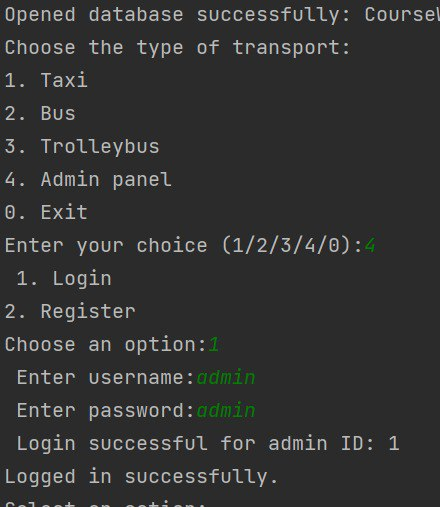 Opened database successfully: Course
Choose the type of transport:
1. Taxi
2. Bus
3. Trolleybus
4. Admin panel
0. Exit
Enter your choice (1/2/3/4/0):4
1. Login
2. Register
Choose an option:1
Enter username:admin
Enter password:admin
Login successful for admin ID: 1
Logged in successfully.
Select an option: